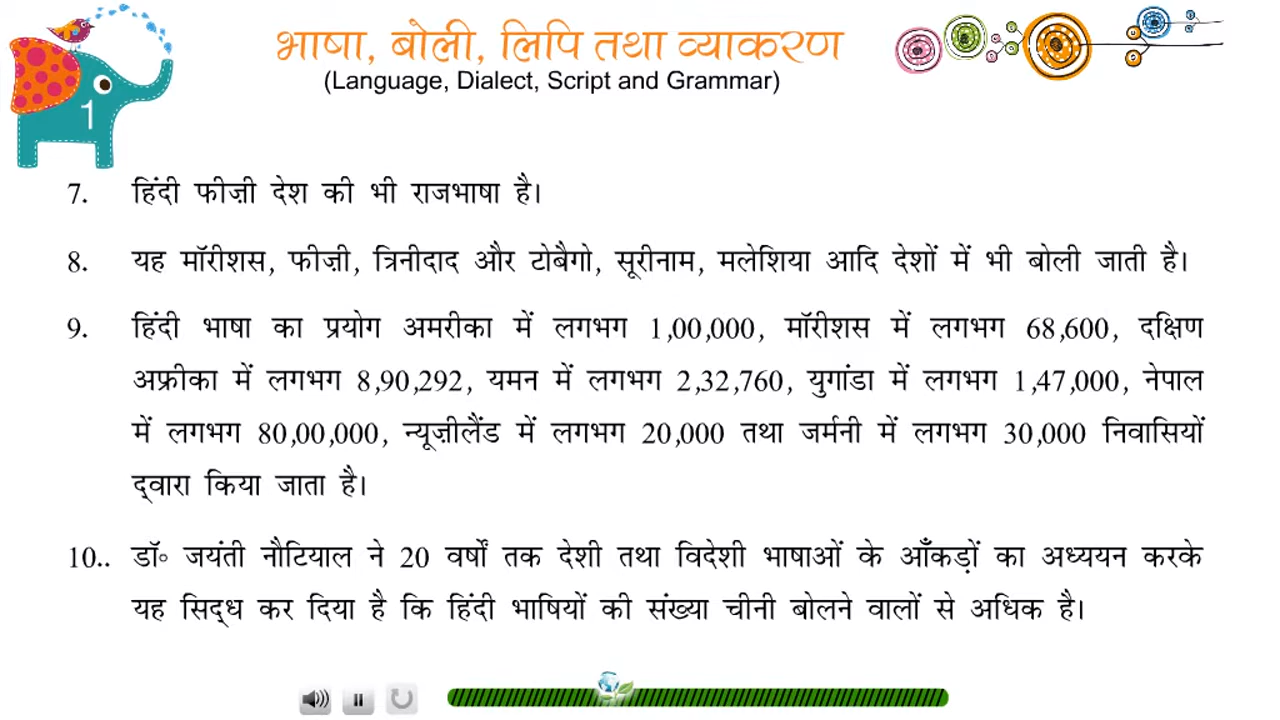 1
भाषा, बोली, लिपि तथा व्याकरण
(Language, Dialect, Script and Grammar)
7. हिंदी फीज़ी देश की भी राजभाषा है।
8. यह मॉरीशस, फीज़ी, त्रिनीदाद और टोबैगो, सूरीनाम, मलेशिया आदि देशों में भी बोली जाती है।
9. हिंदी भाषा का प्रयोग अमरीका में लगभग 1,00,000, मॉरीशस में लगभग 68,600, दक्षिण
अफ्रीका में लगभग 8,90,292, यमन में लगभग 2,32,760, युगांडा में लगभग 1,47,000, नेपाल
में लगभग 80,00,000, न्यूज़ीलैंड में लगभग 20,000 तथा जर्मनी में लगभग 30,000 निवासियों
द्‌वारा किया जाता है।
10.. डॉ॰ जयंती नौटियाल ने 20 वर्षों तक देशी तथा विदेशी भाषाओं के आँकड़ों का अध्ययन करके
यह सिद्‌ध कर दिया है कि हिंदी भाषियों की संख्या चीनी बोलने वालों से अधिक है।